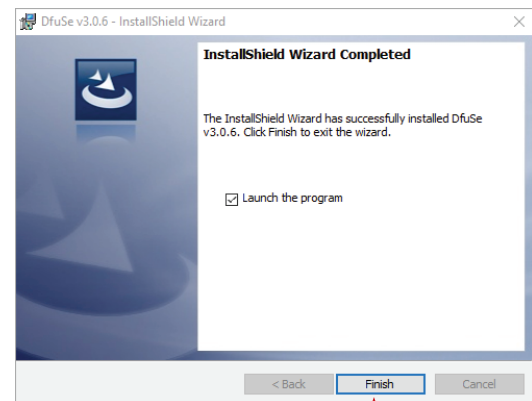 DfuSe v3.0.6 - InstallShield Wizard
InstallShield Wizard Completed
The InstallShield Wizard has successfully installed DfuSe
v3.0.6. Click Finish to exit the wizard.
Launch the program
< Back
Finish
Cancel